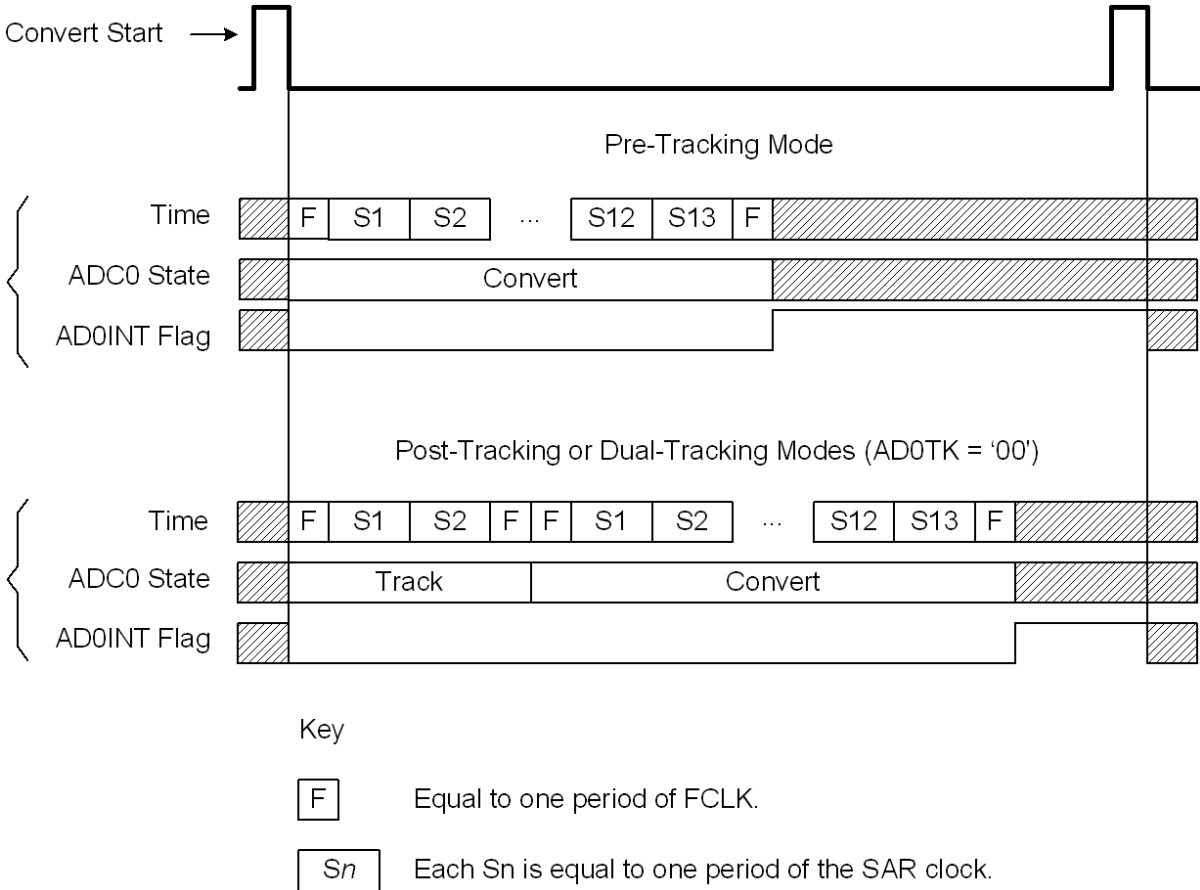 Convert Start
Pre-Tracking Mode
Time F S1 S2 ... S12 S13 F
ADC0 State Convert
AD0INT Flag
Post-Tracking or Dual-Tracking Modes (AD0TK = ‘00')
Time F S1 S2 F F S1 S2 ... S12 S13 F
ADC0 State Track Convert
AD0INT Flag
Key
F Equal to one period of FCLK.
Sn Each Sn is equal to one period of the SAR clock.